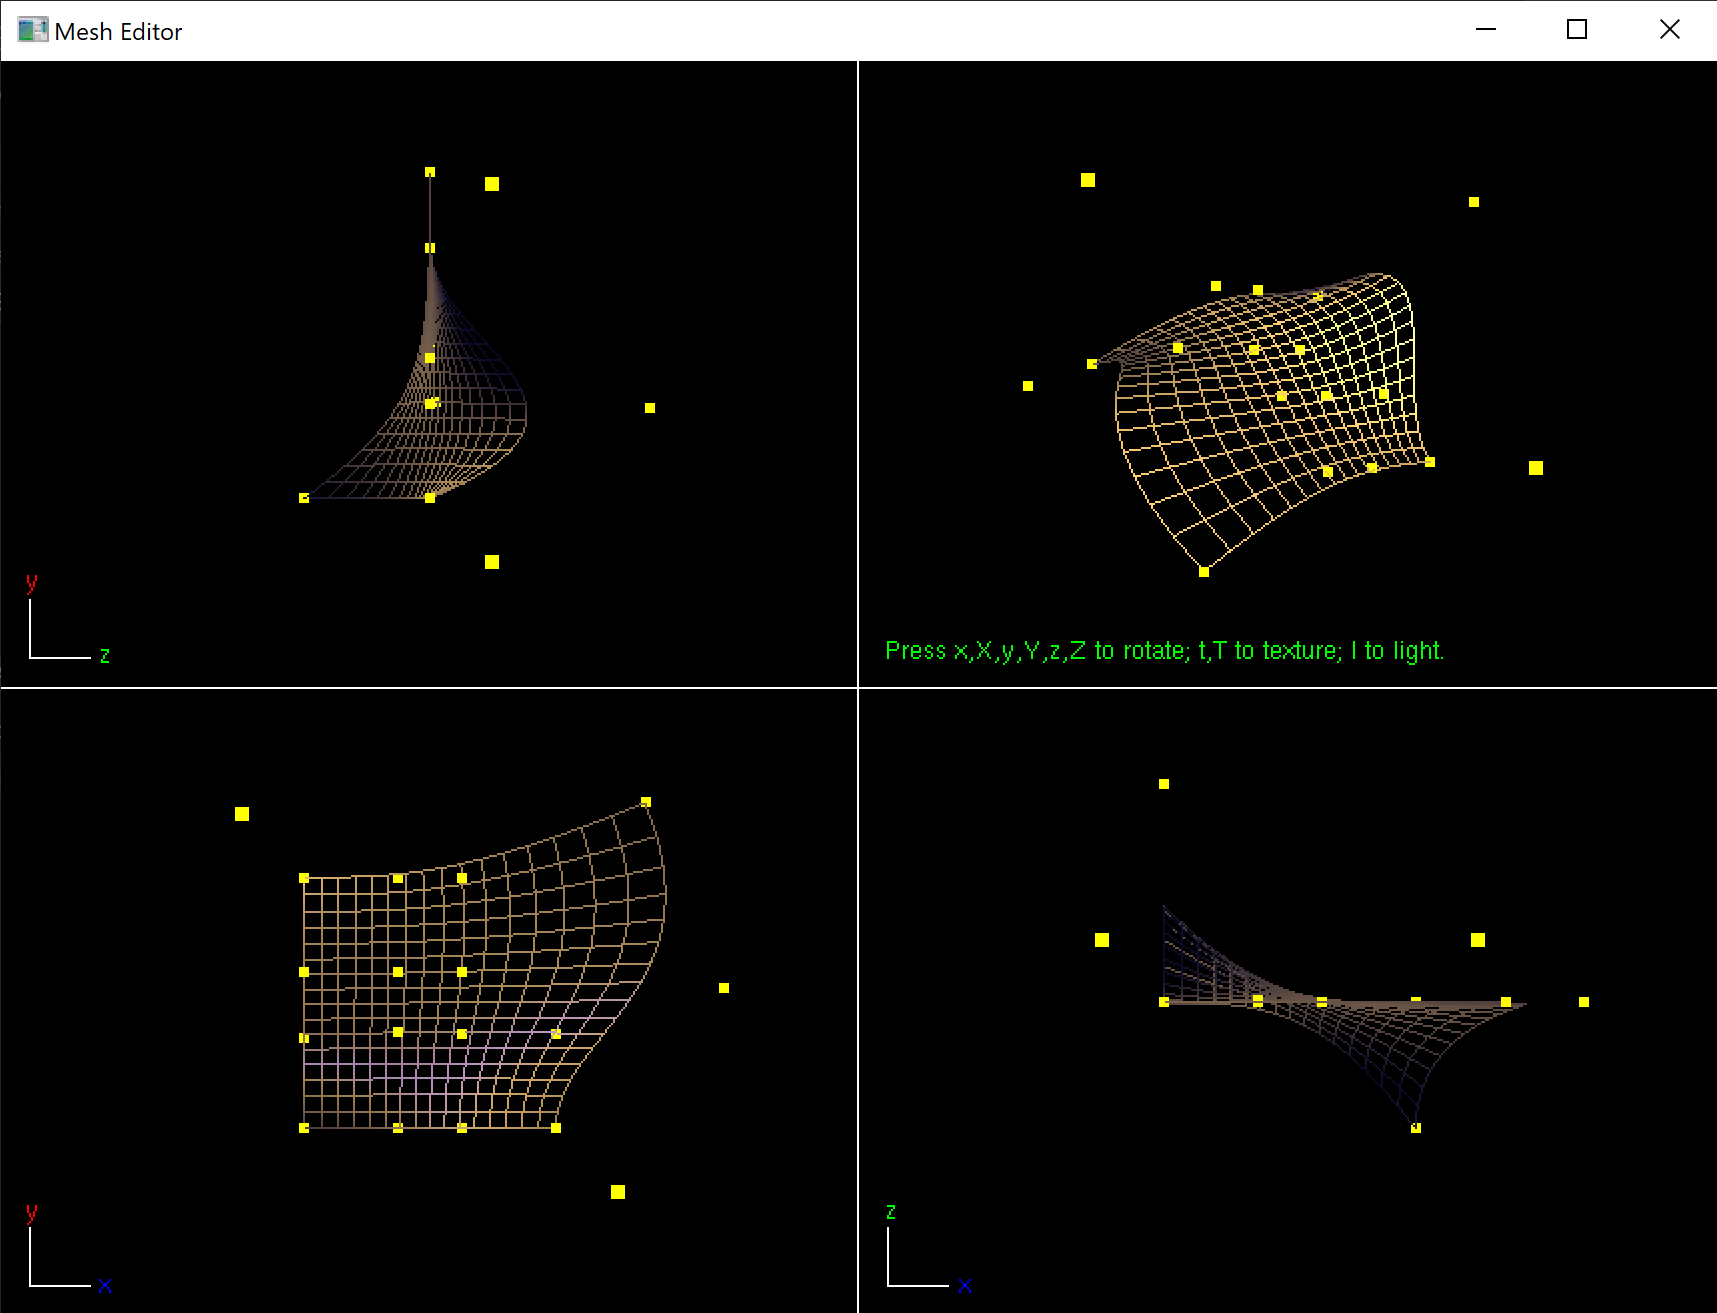 Mesh Editor
y
z
Press x,X,y,Y,z,Z to rotate; t,T to texture; l to light.
y
x
z
x